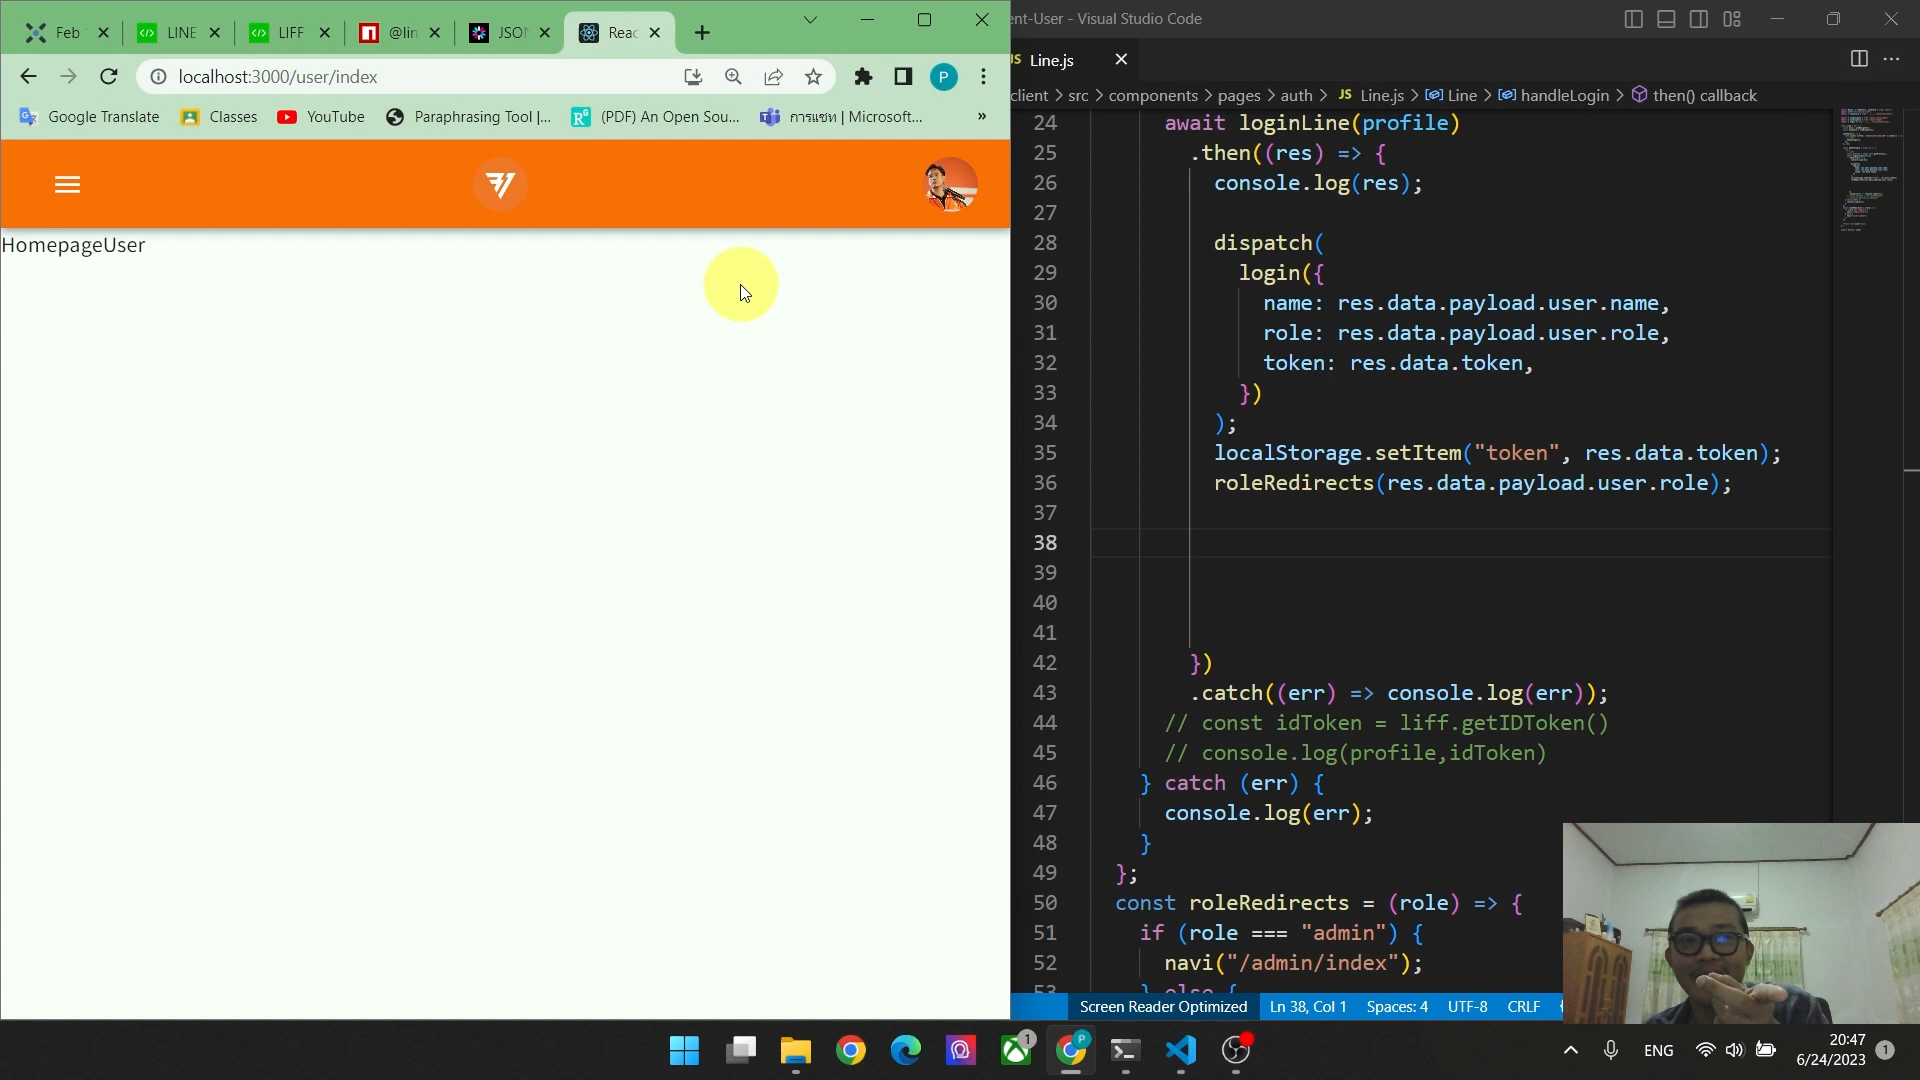 Feb
LINE
LIFF
@lin
JSON
Reac
ent-User - Visual Studio Code
localhost:3000/user/index
P
Google Translate
Classes
YouTube
Paraphrasing Tool |...
(PDF) An Open Sou...
การแชท | Microsoft...
»
HomepageUser
JS Line.js
client > src > components > pages > auth > JS Line.js > Line > handleLogin > then() callback
24 await loginLine(profile)
25 .then((res) => {
26 console.log(res);
27
28 dispatch(
29 login({
30 name: res.data.payload.user.name,
31 role: res.data.payload.user.role,
32 token: res.data.token,
33 })
34 );
35 localStorage.setItem("token", res.data.token);
36 roleRedirects(res.data.payload.user.role);
37
38
39
40
41
42 })
43 .catch((err) => console.log(err));
44 // const idToken = liff.getIDToken()
45 // console.log(profile,idToken)
46 } catch (err) {
47 console.log(err);
48 }
49 };
50 const roleRedirects = (role) => {
51 if (role === "admin") {
52 navi("/admin/index");
53 } else {
Screen Reader Optimized Ln 38, Col 1 Spaces: 4 UTF-8 CRLF {
1
P
ENG
20:47
6/24/2023
1